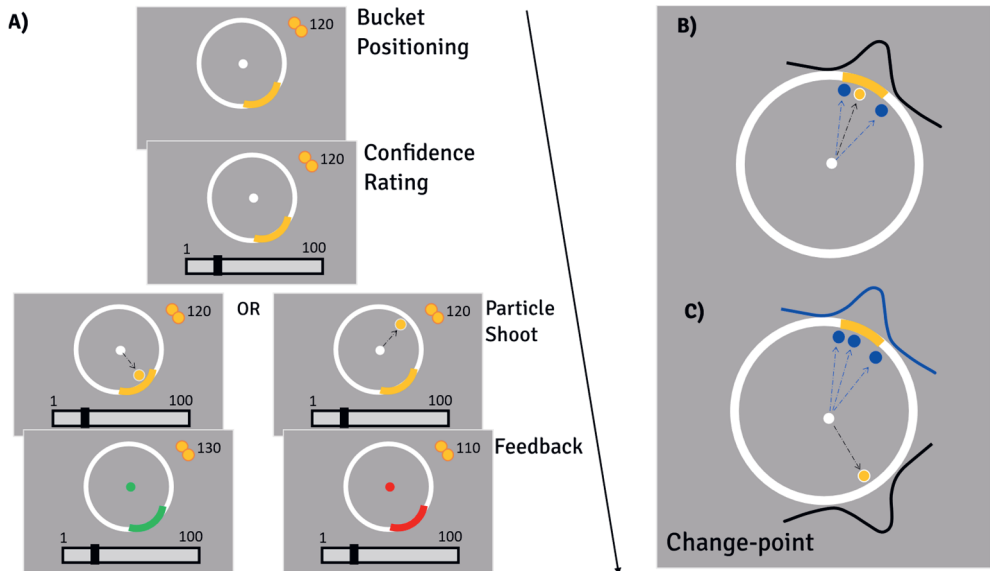 A)
120
Bucket
Positioning
120
Confidence
Rating
1 100
120
OR
120
Particle
Shoot
1 100
1 100
130
110
Feedback
1 100
1 100
B)
C)
Change-point